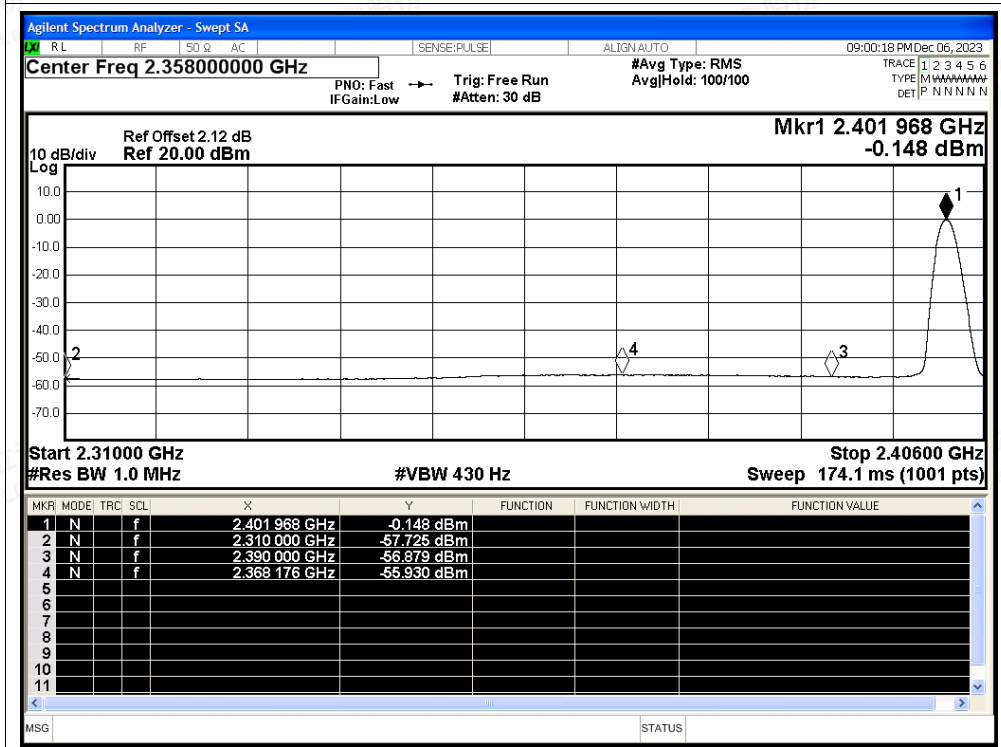 Agilent Spectrum Analyzer - Swept SA
LXI RL RF 50 Ω AC SENSE:PULSE ALIGN AUTO 09:00:18 PM Dec 06, 2023
Center Freq 2.358000000 GHz
PNO: Fast
IFGain:Low
Trig: Free Run
#Atten: 30 dB
#Avg Type: RMS
Avg|Hold: 100/100
TRACE 1 2 3 4 5 6
TYPE M W W W W W
DET P N N N N N
Mkr1 2.401 968 GHz
-0.148 dBm
Ref Offset 2.12 dB
10 dB/div Ref 20.00 dBm
Log
1
10.0
0.00
-10.0
-20.0
-30.0
-40.0
-50.0 2 4 3
-60.0
-70.0
Start 2.31000 GHz Stop 2.40600 GHz
#Res BW 1.0 MHz #VBW 430 Hz Sweep 174.1 ms (1001 pts)
MKR MODE TRC SCL X Y FUNCTION FUNCTION WIDTH FUNCTION VALUE
1 N f 2.401 968 GHz -0.148 dBm
2 N f 2.310 000 GHz -57.725 dBm
3 N f 2.390 000 GHz -56.879 dBm
4 N f 2.368 176 GHz -55.930 dBm
5
6
7
8
9
10
11
MSG STATUS